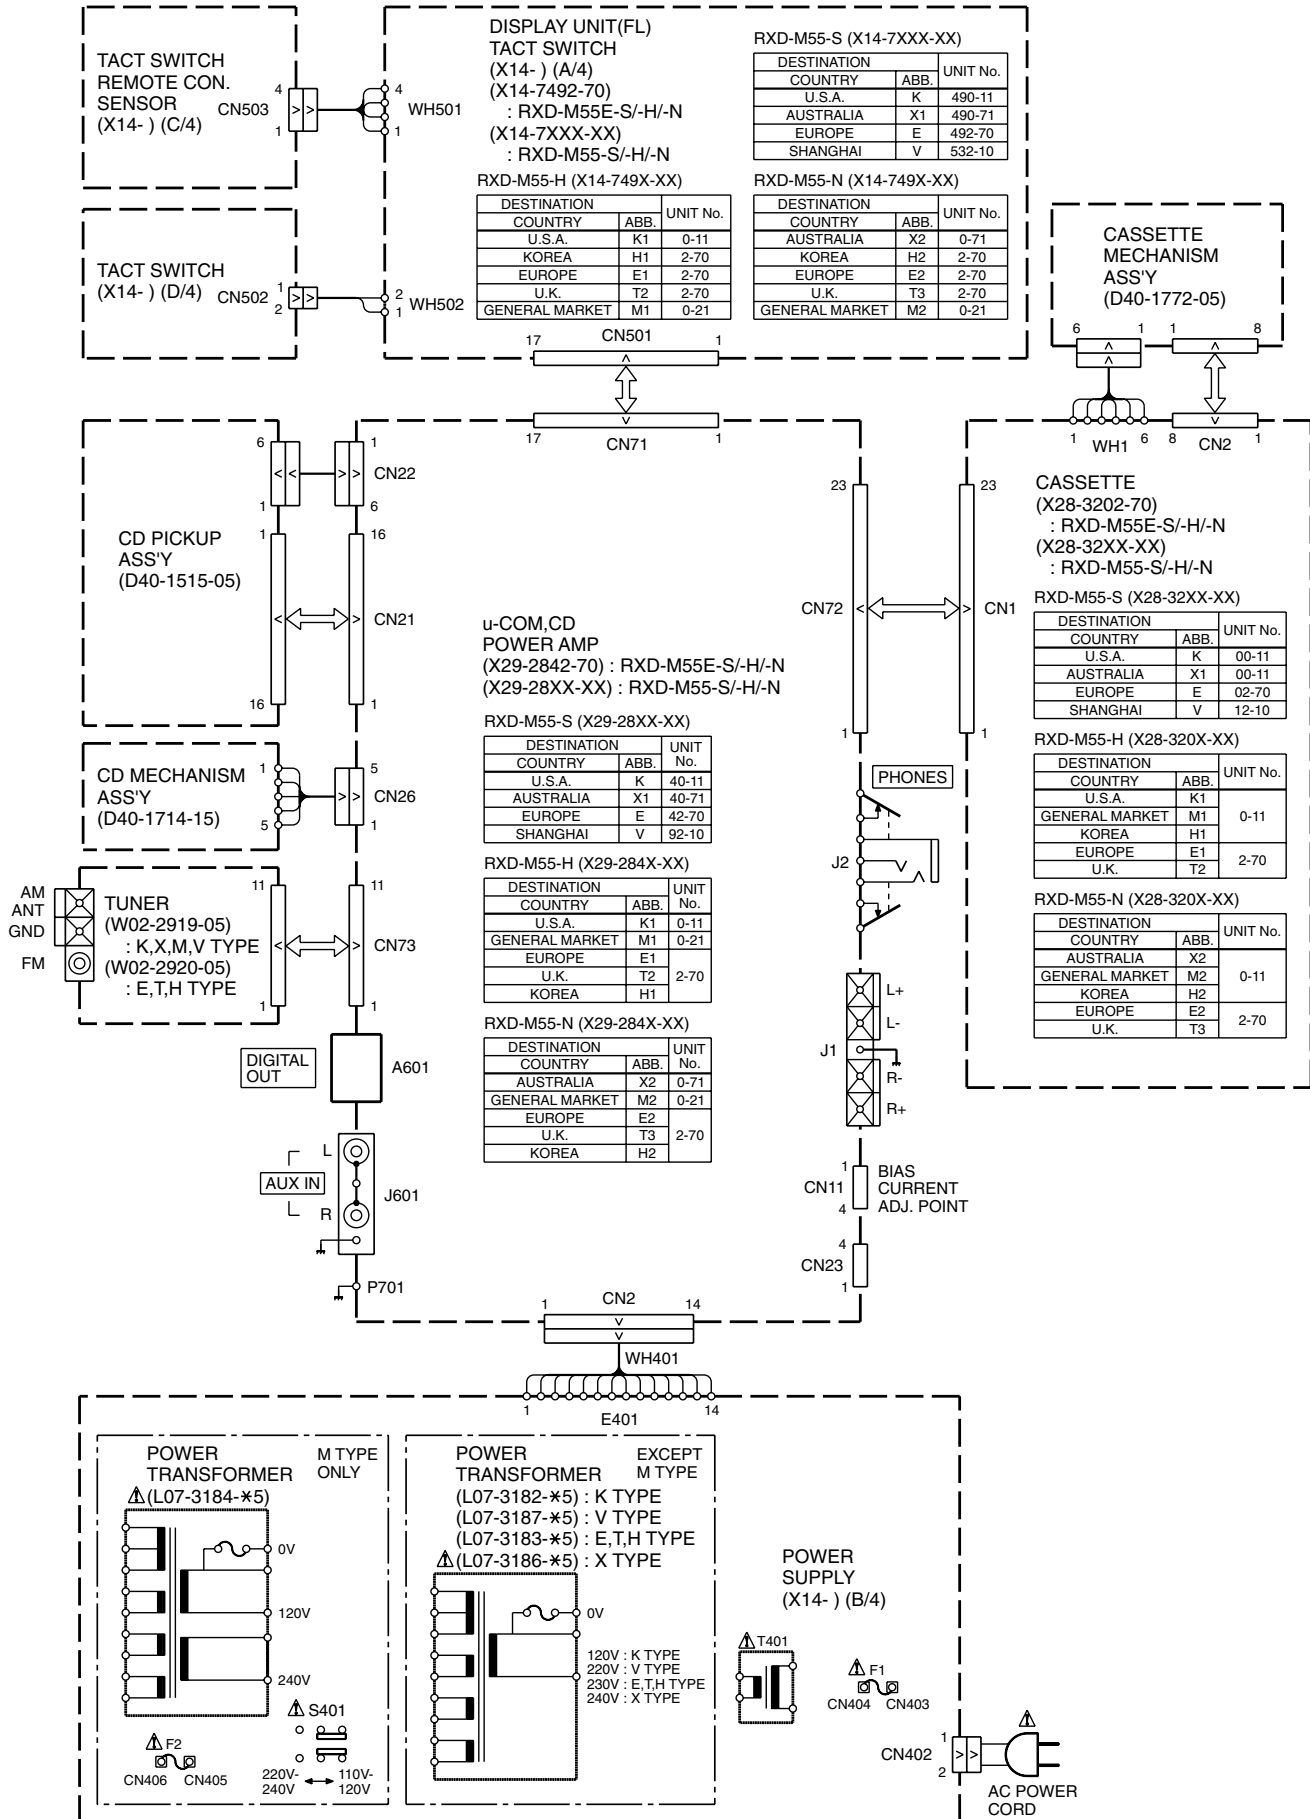 TACT SWITCH
REMOTE CON.
SENSOR
(X14- ) (C/4)
CN503
4
1
4
1
WH501
DISPLAY UNIT(FL)
TACT SWITCH
(X14- ) (A/4)
(X14-7492-70)
: RXD-M55E-S/-H/-N
(X14-7XXX-XX)
: RXD-M55-S/-H/-N
RXD-M55-S (X14-7XXX-XX)
DESTINATION UNIT No.
COUNTRY ABB.
U.S.A. K 490-11
AUSTRALIA X1 490-71
EUROPE E 492-70
SHANGHAI V 532-10
RXD-M55-H (X14-749X-XX)
DESTINATION UNIT No.
COUNTRY ABB.
U.S.A. K1 0-11
KOREA H1 2-70
EUROPE E1 2-70
U.K. T2 2-70
GENERAL MARKET M1 0-21
RXD-M55-N (X14-749X-XX)
DESTINATION UNIT No.
COUNTRY ABB.
AUSTRALIA X2 0-71
KOREA H2 2-70
EUROPE E2 2-70
U.K. T3 2-70
GENERAL MARKET M2 0-21
TACT SWITCH
(X14- ) (D/4)
CN502
1
2
2
1
WH502
17 CN501 1
17 CN71 1
CASSETTE
MECHANISM
ASS'Y
(D40-1772-05)
6 1 1 8
1 WH1 6 8 CN2 1
CD PICKUP
ASS'Y
(D40-1515-05)
6
1
1
6
CN22
1
16
16
1
CN21
CD MECHANISM
ASS'Y
(D40-1714-15)
1
5
5
1
CN26
AM
ANT
GND
FM
TUNER
(W02-2919-05)
: K,X,M,V TYPE
(W02-2920-05)
: E,T,H TYPE
11
1
11
1
CN73
DIGITAL
OUT
A601
AUX IN
L
R
J601
P701
u-COM,CD
POWER AMP
(X29-2842-70) : RXD-M55E-S/-H/-N
(X29-28XX-XX) : RXD-M55-S/-H/-N
RXD-M55-S (X29-28XX-XX)
DESTINATION UNIT No.
COUNTRY ABB.
U.S.A. K 40-11
AUSTRALIA X1 40-71
EUROPE E 42-70
SHANGHAI V 92-10
RXD-M55-H (X29-284X-XX)
DESTINATION UNIT No.
COUNTRY ABB.
U.S.A. K1 0-11
GENERAL MARKET M1 0-21
EUROPE E1
U.K. T2 2-70
KOREA H1
RXD-M55-N (X29-284X-XX)
DESTINATION UNIT No.
COUNTRY ABB.
AUSTRALIA X2 0-71
GENERAL MARKET M2 0-21
EUROPE E2
U.K. T3 2-70
KOREA H2
23
1
CN72
23
1
CN1
PHONES
J2
J1
L+
L-
R-
R+
1
CN11
4
BIAS
CURRENT
ADJ. POINT
4
CN23
1
CASSETTE
(X28-3202-70)
: RXD-M55E-S/-H/-N
(X28-32XX-XX)
: RXD-M55-S/-H/-N
RXD-M55-S (X28-32XX-XX)
DESTINATION UNIT No.
COUNTRY ABB.
U.S.A. K 00-11
AUSTRALIA X1 00-11
EUROPE E 02-70
SHANGHAI V 12-10
RXD-M55-H (X28-320X-XX)
DESTINATION UNIT No.
COUNTRY ABB.
U.S.A. K1
GENERAL MARKET M1 0-11
KOREA H1
EUROPE E1 2-70
U.K. T2
RXD-M55-N (X28-320X-XX)
DESTINATION UNIT No.
COUNTRY ABB.
AUSTRALIA X2
GENERAL MARKET M2 0-11
KOREA H2
EUROPE E2 2-70
U.K. T3
1 CN2 14
WH401
1 E401 14
POWER
TRANSFORMER
M TYPE
ONLY
(L07-3184-*5)
0V
120V
240V
F2
CN406 CN405
S401
220V-
240V
110V-
120V
POWER
TRANSFORMER
EXCEPT
M TYPE
(L07-3182-*5) : K TYPE
(L07-3187-*5) : V TYPE
(L07-3183-*5) : E,T,H TYPE
(L07-3186-*5) : X TYPE
0V
120V : K TYPE
220V : V TYPE
230V : E,T,H TYPE
240V : X TYPE
POWER
SUPPLY
(X14- ) (B/4)
T401
F1
CN404 CN403
CN402
1
2
AC POWER
CORD